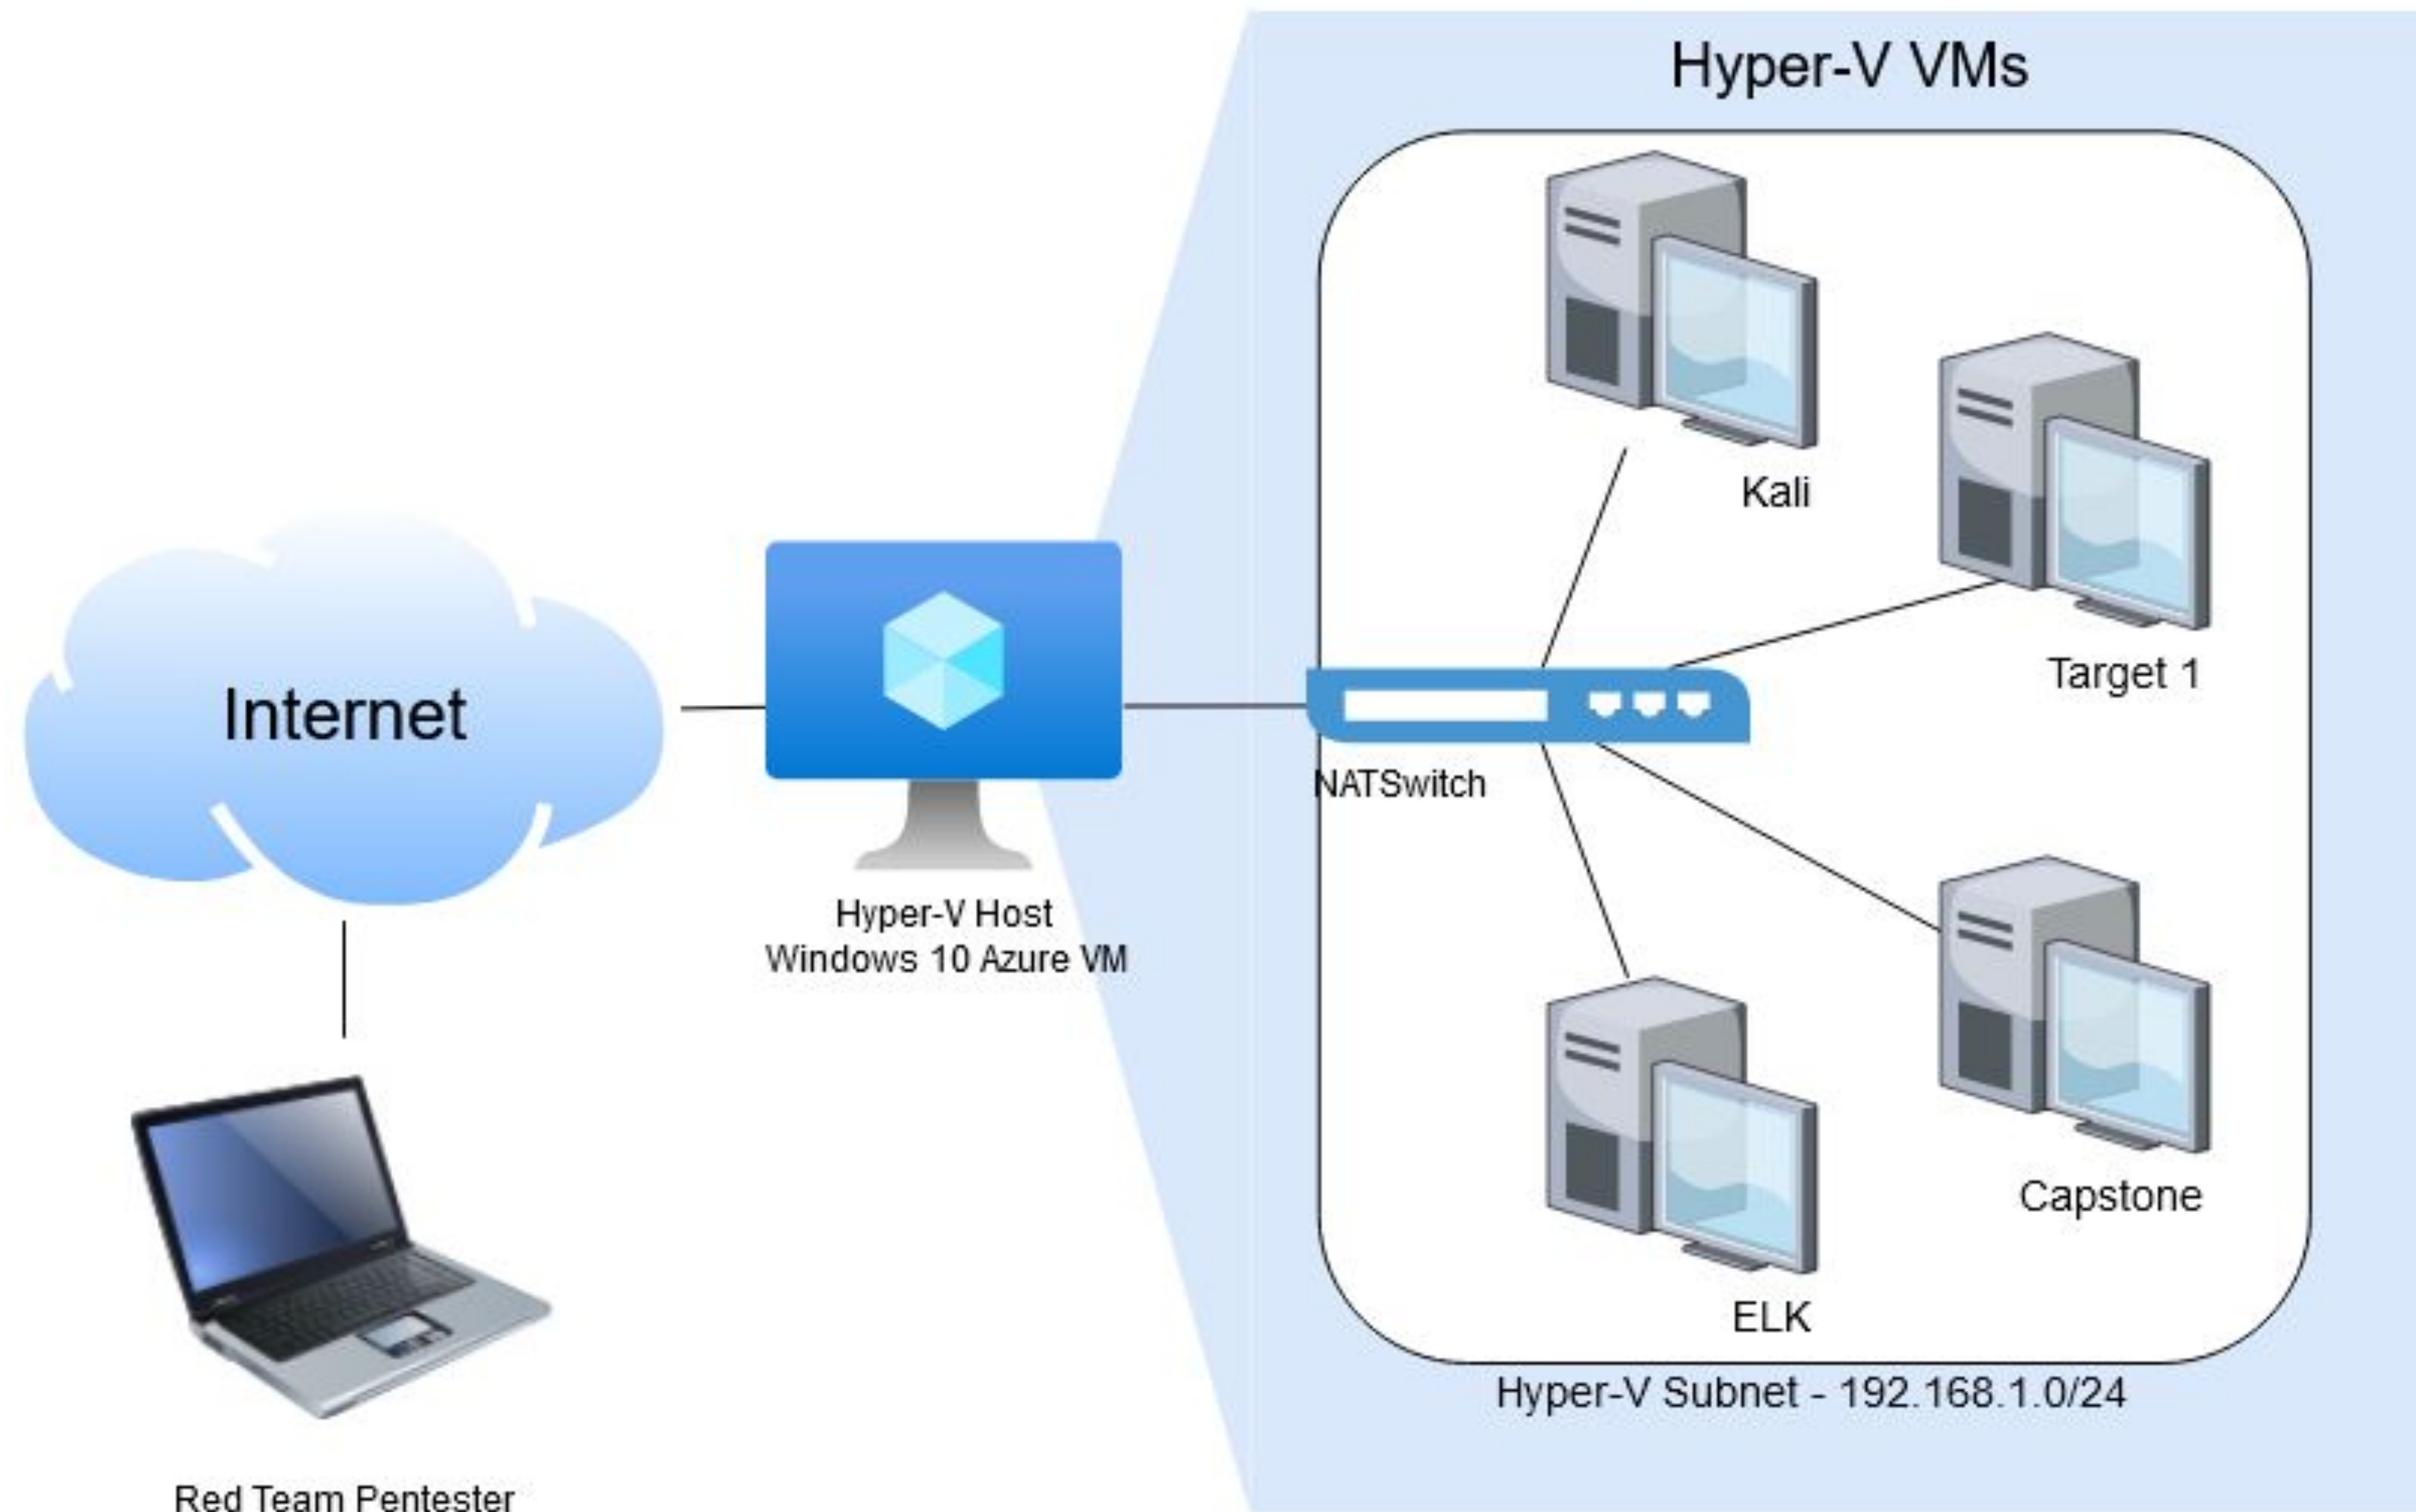 Hyper-V VMs
Kali
Target 1
Internet
NATSwitch
Hyper-V Host
Windows 10 Azure VM
Capstone
ELK
Hyper-V Subnet - 192.168.1.0/24
Red Team Pentester